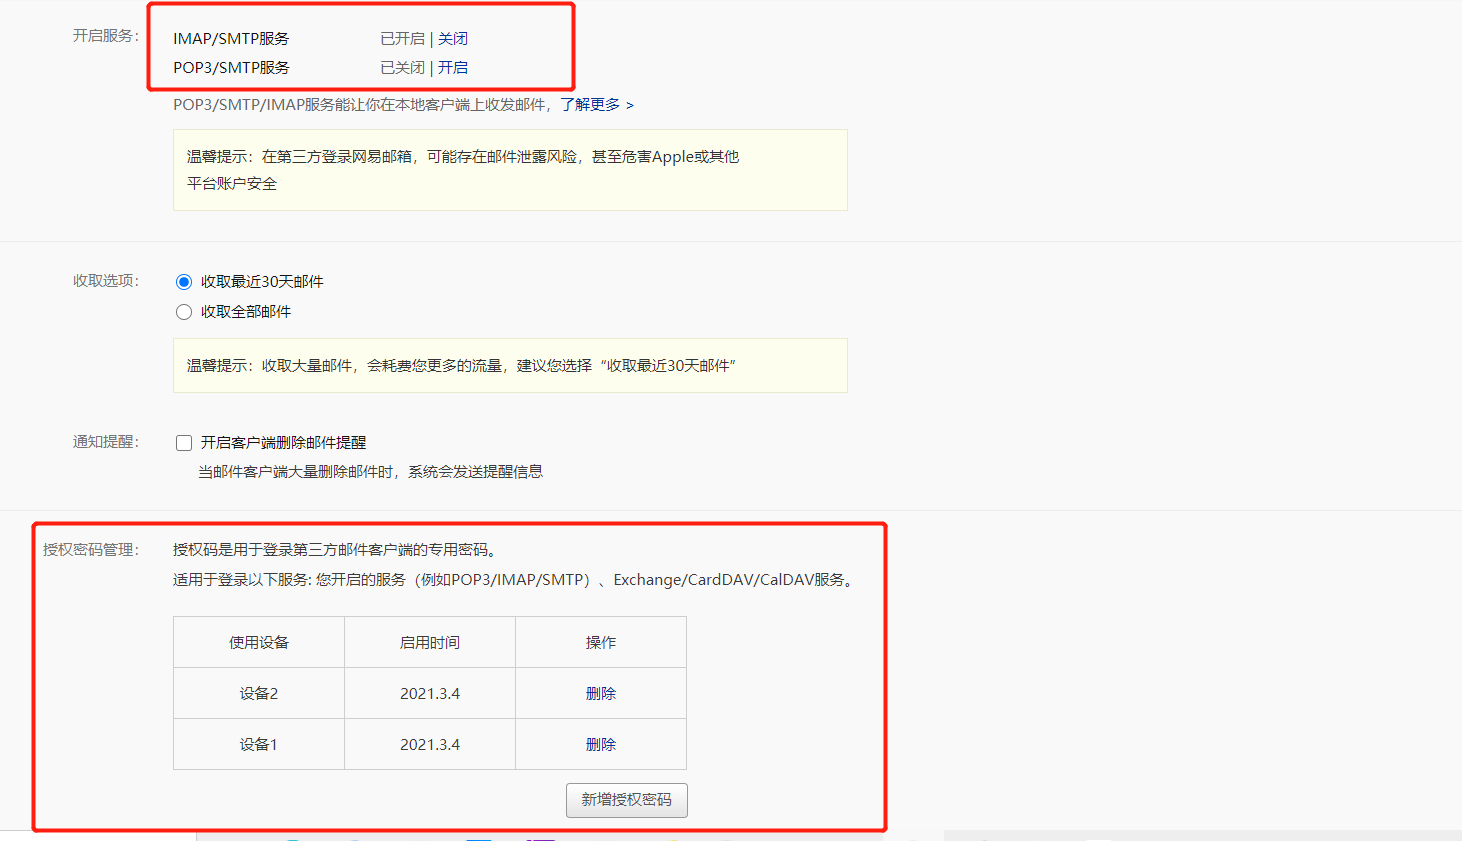 开启服务：
IMAP/SMTP服务 已开启 | 关闭
POP3/SMTP服务 已关闭 | 开启
POP3/SMTP/IMAP服务能让你在本地客户端上收发邮件，了解更多 >
温馨提示：在第三方登录网易邮箱，可能存在邮件泄露风险，甚至危害Apple或其他
平台账户安全
收取选项： 收取最近30天邮件
收取全部邮件
温馨提示：收取大量邮件，会耗费您更多的流量，建议您选择“收取最近30天邮件”
通知提醒： 开启客户端删除邮件提醒
当邮件客户端大量删除邮件时，系统会发送提醒信息
授权密码管理： 授权码是用于登录第三方邮件客户端的专用密码。
适用于登录以下服务: 您开启的服务（例如POP3/IMAP/SMTP）、Exchange/CardDAV/CalDAV服务。
使用设备 启用时间 操作
设备2 2021.3.4 删除
设备1 2021.3.4 删除
新增授权密码